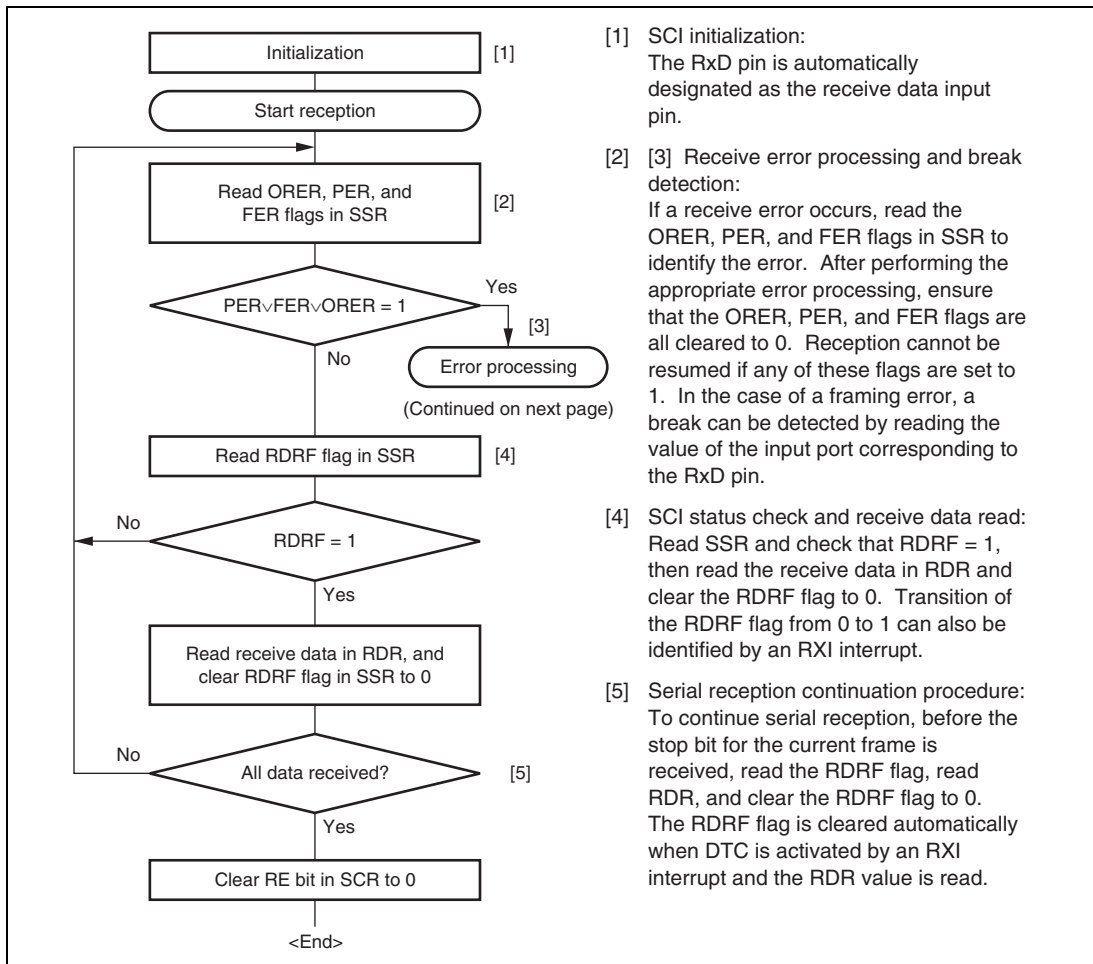 Initialization
[1]
Start reception
Read ORER, PER, and
FER flags in SSR
[2]
PER∨FER∨ORER = 1
Yes
[3]
No
Error processing
(Continued on next page)
Read RDRF flag in SSR
[4]
No
RDRF = 1
Yes
Read receive data in RDR, and
clear RDRF flag in SSR to 0
No
All data received?
[5]
Yes
Clear RE bit in SCR to 0
<End>
[1] SCI initialization:
The RxD pin is automatically
designated as the receive data input
pin.
[2] [3] Receive error processing and break
detection:
If a receive error occurs, read the
ORER, PER, and FER flags in SSR to
identify the error. After performing the
appropriate error processing, ensure
that the ORER, PER, and FER flags are
all cleared to 0. Reception cannot be
resumed if any of these flags are set to
1. In the case of a framing error, a
break can be detected by reading the
value of the input port corresponding to
the RxD pin.
[4] SCI status check and receive data read:
Read SSR and check that RDRF = 1,
then read the receive data in RDR and
clear the RDRF flag to 0. Transition of
the RDRF flag from 0 to 1 can also be
identified by an RXI interrupt.
[5] Serial reception continuation procedure:
To continue serial reception, before the
stop bit for the current frame is
received, read the RDRF flag, read
RDR, and clear the RDRF flag to 0.
The RDRF flag is cleared automatically
when DTC is activated by an RXI
interrupt and the RDR value is read.